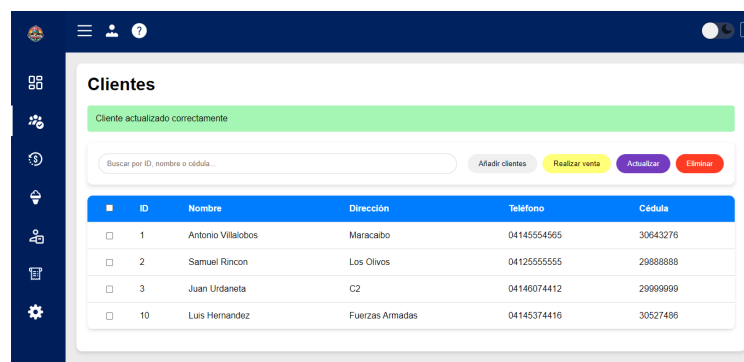 ?
Clientes
Cliente actualizado correctamente
Buscar por ID, nombre o cédula... Añadir clientes Realizar venta Actualizar Eliminar
ID Nombre Dirección Teléfono Cédula
1 Antonio Villalobos Maracaibo 04145554565 30643276
2 Samuel Rincon Los Olivos 04125555555 29888888
3 Juan Urdaneta C2 04146074412 29999999
10 Luis Hernandez Fuerzas Armadas 04145374416 30527486